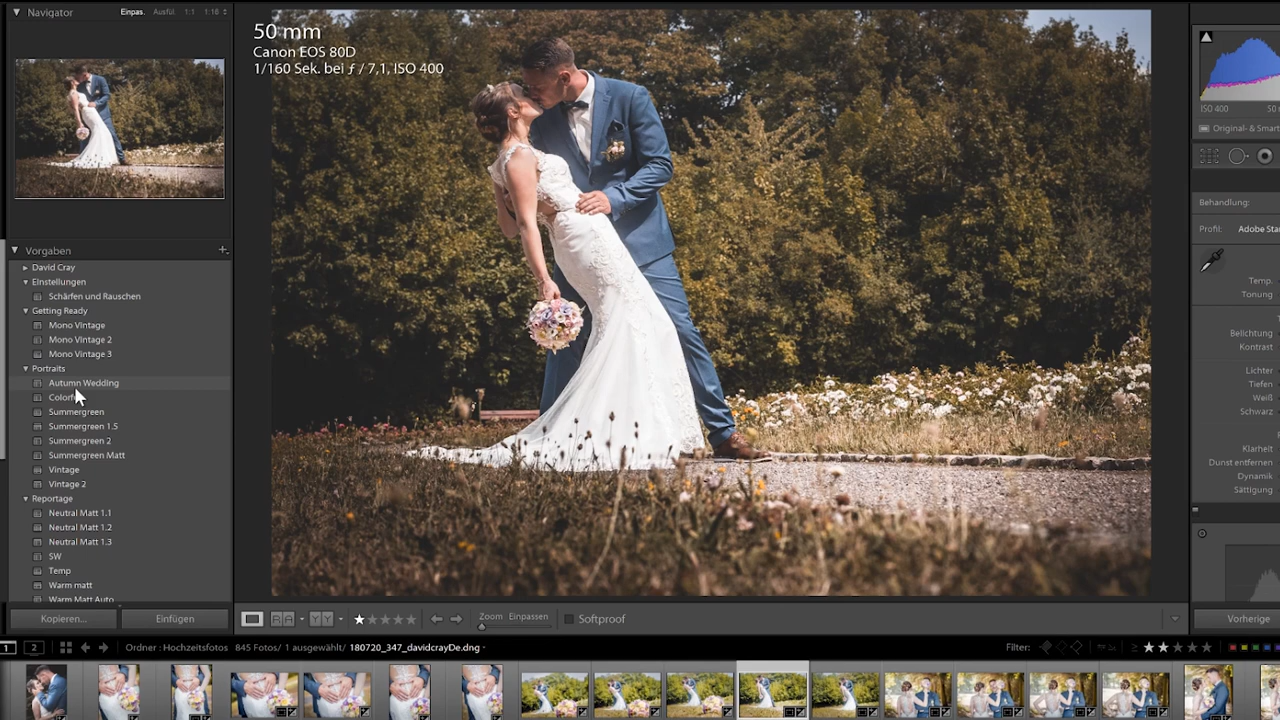 Navigator
Einpas. Ausfül. 1:1 1:16
50 mm
Canon EOS 80D
1/160 Sek. bei ƒ / 7,1, ISO 400
Vorgaben
David Cray
Einstellungen
Schärfen und Rauschen
Getting Ready
Mono Vintage
Mono Vintage 2
Mono Vintage 3
Portraits
Autumn Wedding
Summergreen
Summergreen 1.5
Summergreen 2
Summergreen Matt
Vintage
Vintage 2
Reportage
Neutral Matt 1.1
Neutral Matt 1.2
Neutral Matt 1.3
SW
Temp
Warm matt
Warm Matt Auto
Kopieren... Einfügen
R A Y Y
Zoom Einpassen
Softproof
ISO 400 50
Original- & Smart
Behandlung:
Profil: Adobe Sta
Temp.
Tonung
Belichtung
Kontrast
Lichter
Tiefen
Weiß
Schwarz
Klarheit
Dunst entfernen
Dynamik
Sättigung
Vorherige
1 2 Ordner : Hochzeitsfotos 845 Fotos/ 1 ausgewählt/ 180720_347_davidcrayDe.dng
Filter: ≥